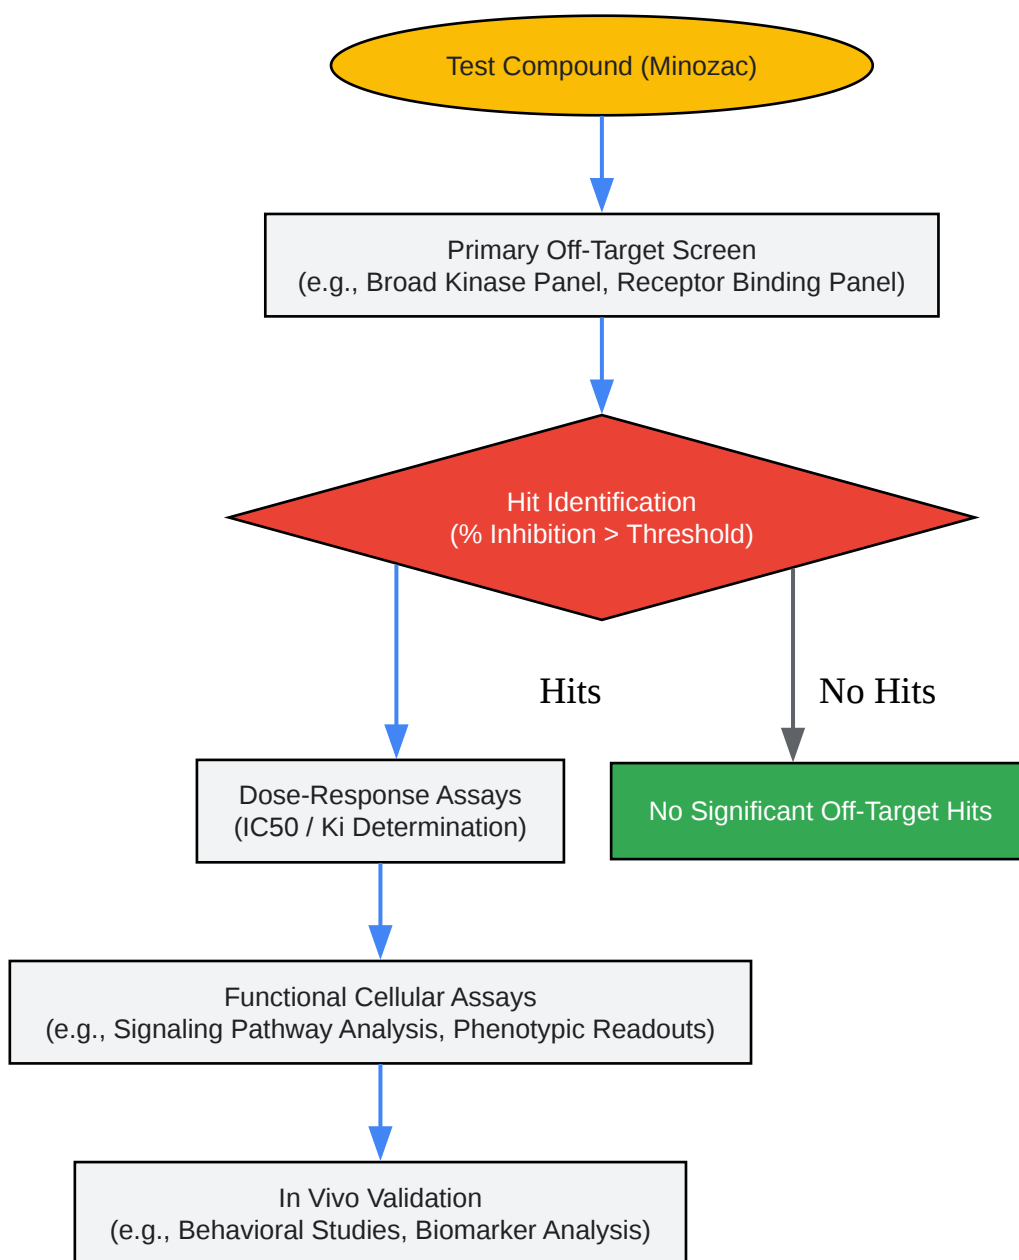 Test Compound (Minozac)
Primary Off-Target Screen
(e.g., Broad Kinase Panel, Receptor Binding Panel)
Hit Identification
(% Inhibition > Threshold)
Hits
No Hits
Dose-Response Assays
(IC50 / Ki Determination)
No Significant Off-Target Hits
Functional Cellular Assays
(e.g., Signaling Pathway Analysis, Phenotypic Readouts)
In Vivo Validation
(e.g., Behavioral Studies, Biomarker Analysis)